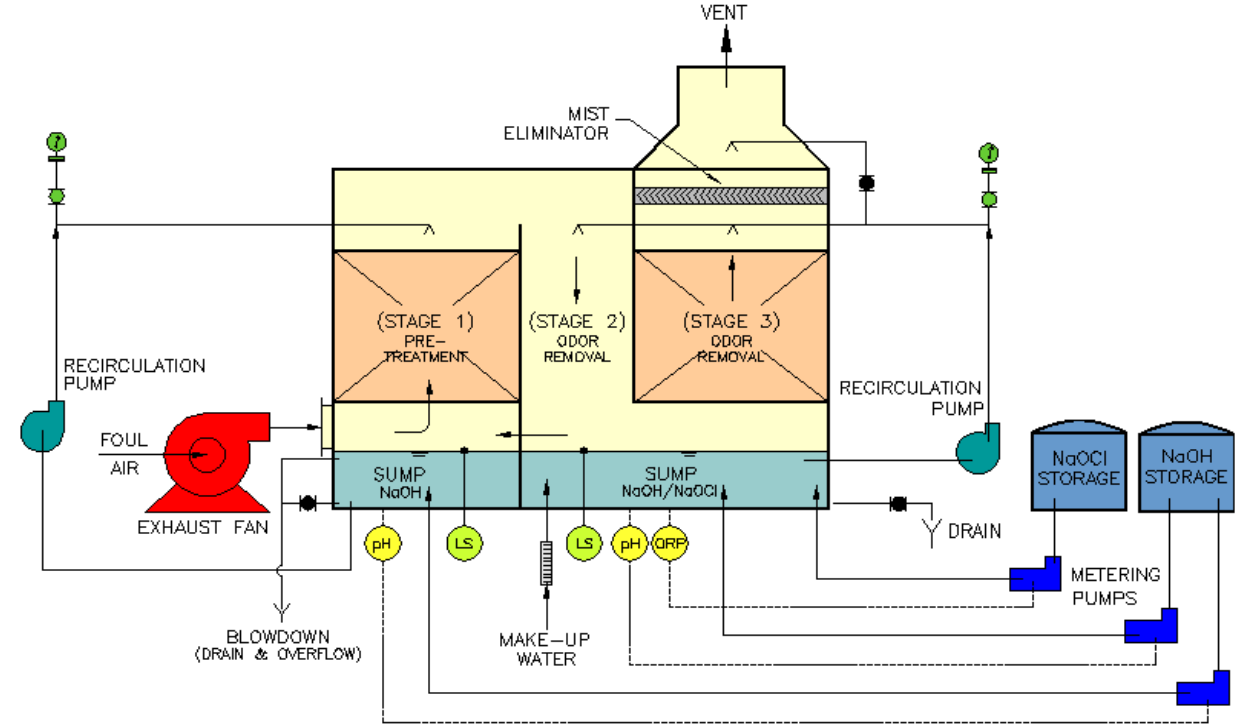 VENT
MIST
ELIMINATOR
(STAGE 1)
PRE-
TREATMENT
(STAGE 2)
ODOR
REMOVAL
(STAGE 3)
ODOR
REMOVAL
RECIRCULATION
PUMP
RECIRCULATION
PUMP
FOUL
AIR
EXHAUST FAN
SUMP
NaOH
SUMP
NaOH/NaOCl
NaOCl
STORAGE
NaOH
STORAGE
pH
LS
LS
pH
ORP
DRAIN
METERING
PUMPS
BLOWDOWN
(DRAIN & OVERFLOW)
MAKE-UP
WATER